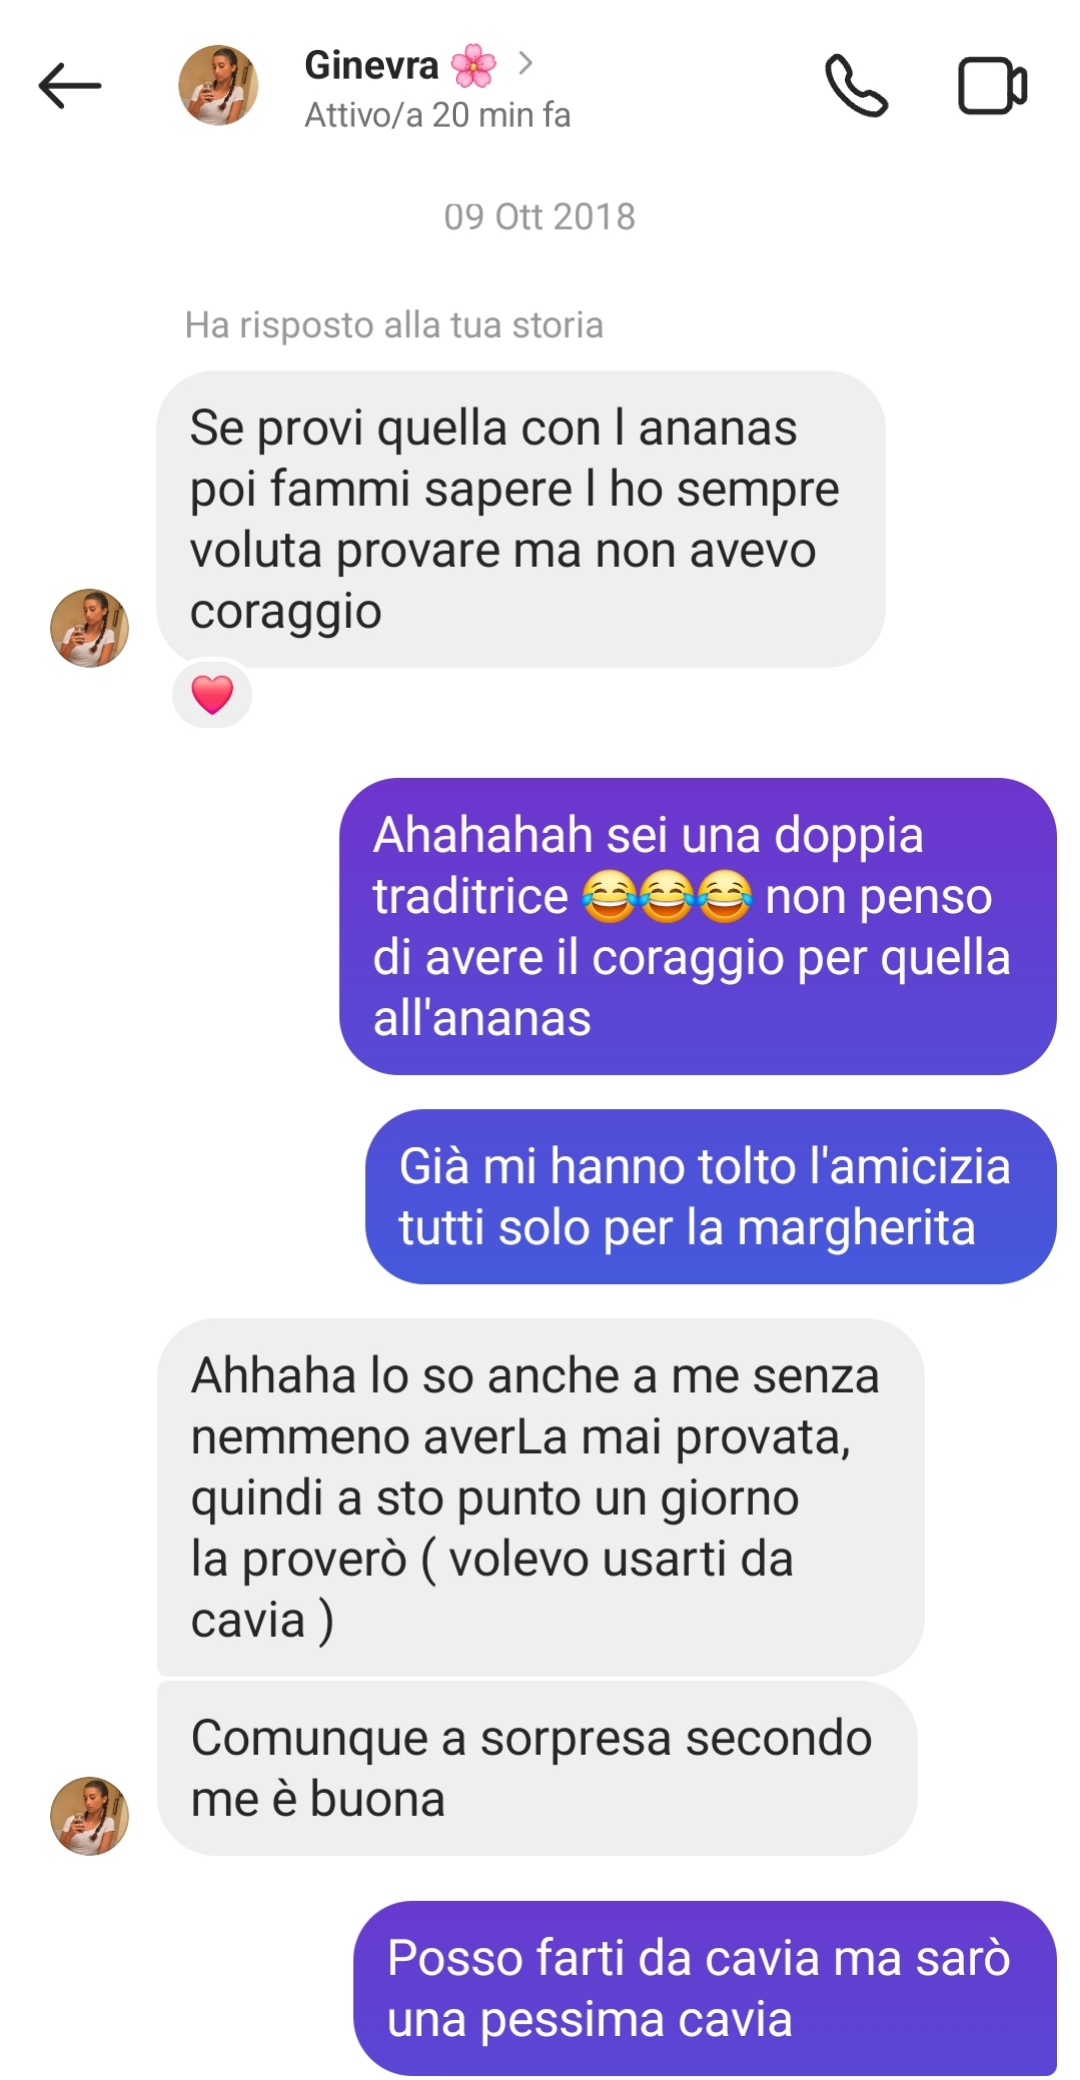 Ginevra 🌸
Attivo/a 20 min fa
09 Ott 2018
Ha risposto alla tua storia
Se provi quella con l ananas
poi fammi sapere l ho sempre
voluta provare ma non avevo
coraggio
Ahahahah sei una doppia
traditrice 😂😂😂 non penso
di avere il coraggio per quella
all'ananas
Già mi hanno tolto l'amicizia
tutti solo per la margherita
Ahhaha lo so anche a me senza
nemmeno averLa mai provata,
quindi a sto punto un giorno
la proverò ( volevo usarti da
cavia )
Comunque a sorpresa secondo
me è buona
Posso farti da cavia ma sarò
una pessima cavia